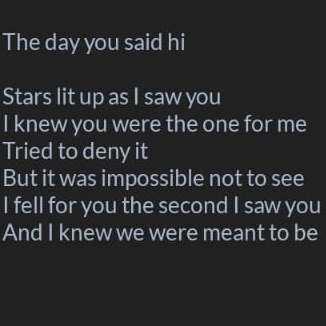 The day you said hi
Stars lit up as I saw you
I knew you were the one for me
Tried to deny it
But it was impossible not to see
I fell for you the second I saw you
And I knew we were meant to be